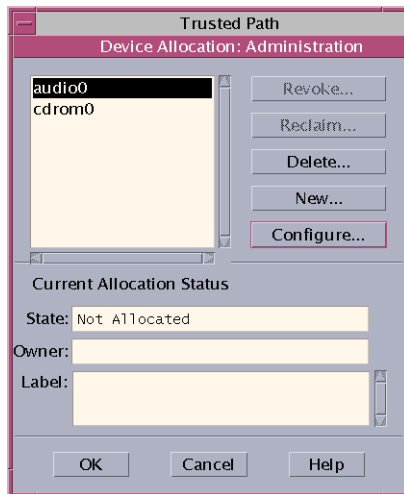 Trusted Path
Device Allocation: Administration
audio0
cdrom0
Revoke...
Reclaim...
Delete...
New...
Configure...
Current Allocation Status
State: Not Allocated
Owner:
Label:
OK Cancel Help